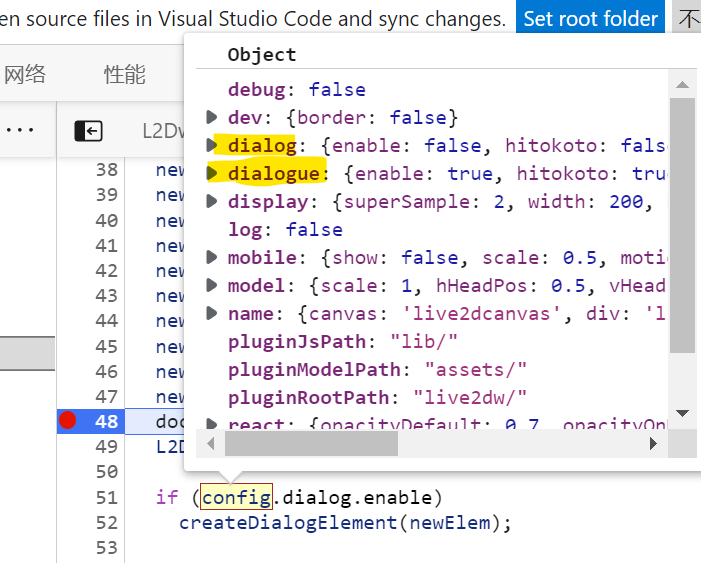 en source files in Visual Studio Code and sync changes. Set root folder 不
网络 性能
Object
debug: false
dev: {border: false}
dialog: {enable: false, hitokoto: fals
dialogue: {enable: true, hitokoto: tru
display: {superSample: 2, width: 200,
log: false
mobile: {show: false, scale: 0.5, moti
model: {scale: 1, hHeadPos: 0.5, vHead
name: {canvas: 'live2dcanvas', div: 'l
pluginJsPath: "lib/"
pluginModelPath: "assets/"
pluginRootPath: "live2dw/"
react: {opacityDefault: 0.7, opacityOn
··· L2Dw
38 new
39 new
40 new
41 new
42 new
43 new
44 new
45 new
46 new
47 new
48 doc
49 L2D
50
51 if (config.dialog.enable)
52 createDialogElement(newElem);
53